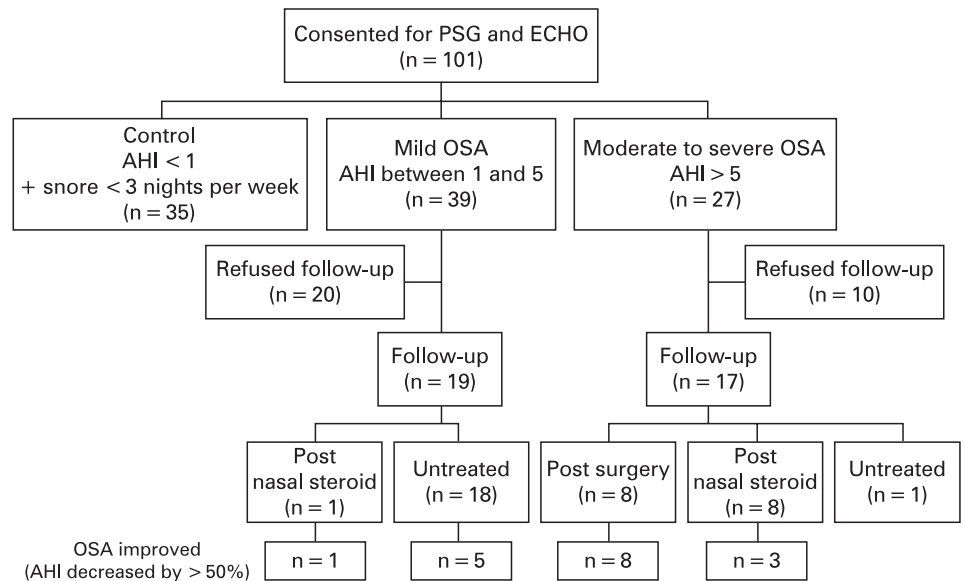 Consented for PSG and ECHO
(n = 101)
Control
AHI < 1
+ snore < 3 nights per week
(n = 35)
Mild OSA
AHI between 1 and 5
(n = 39)
Moderate to severe OSA
AHI > 5
(n = 27)
Refused follow-up
(n = 20)
Refused follow-up
(n = 10)
Follow-up
(n = 19)
Follow-up
(n = 17)
Post
nasal steroid
(n = 1)
Untreated
(n = 18)
Post surgery
(n = 8)
Post
nasal steroid
(n = 8)
Untreated
(n = 1)
OSA improved
(AHI decreased by > 50%)
n = 1
n = 5
n = 8
n = 3